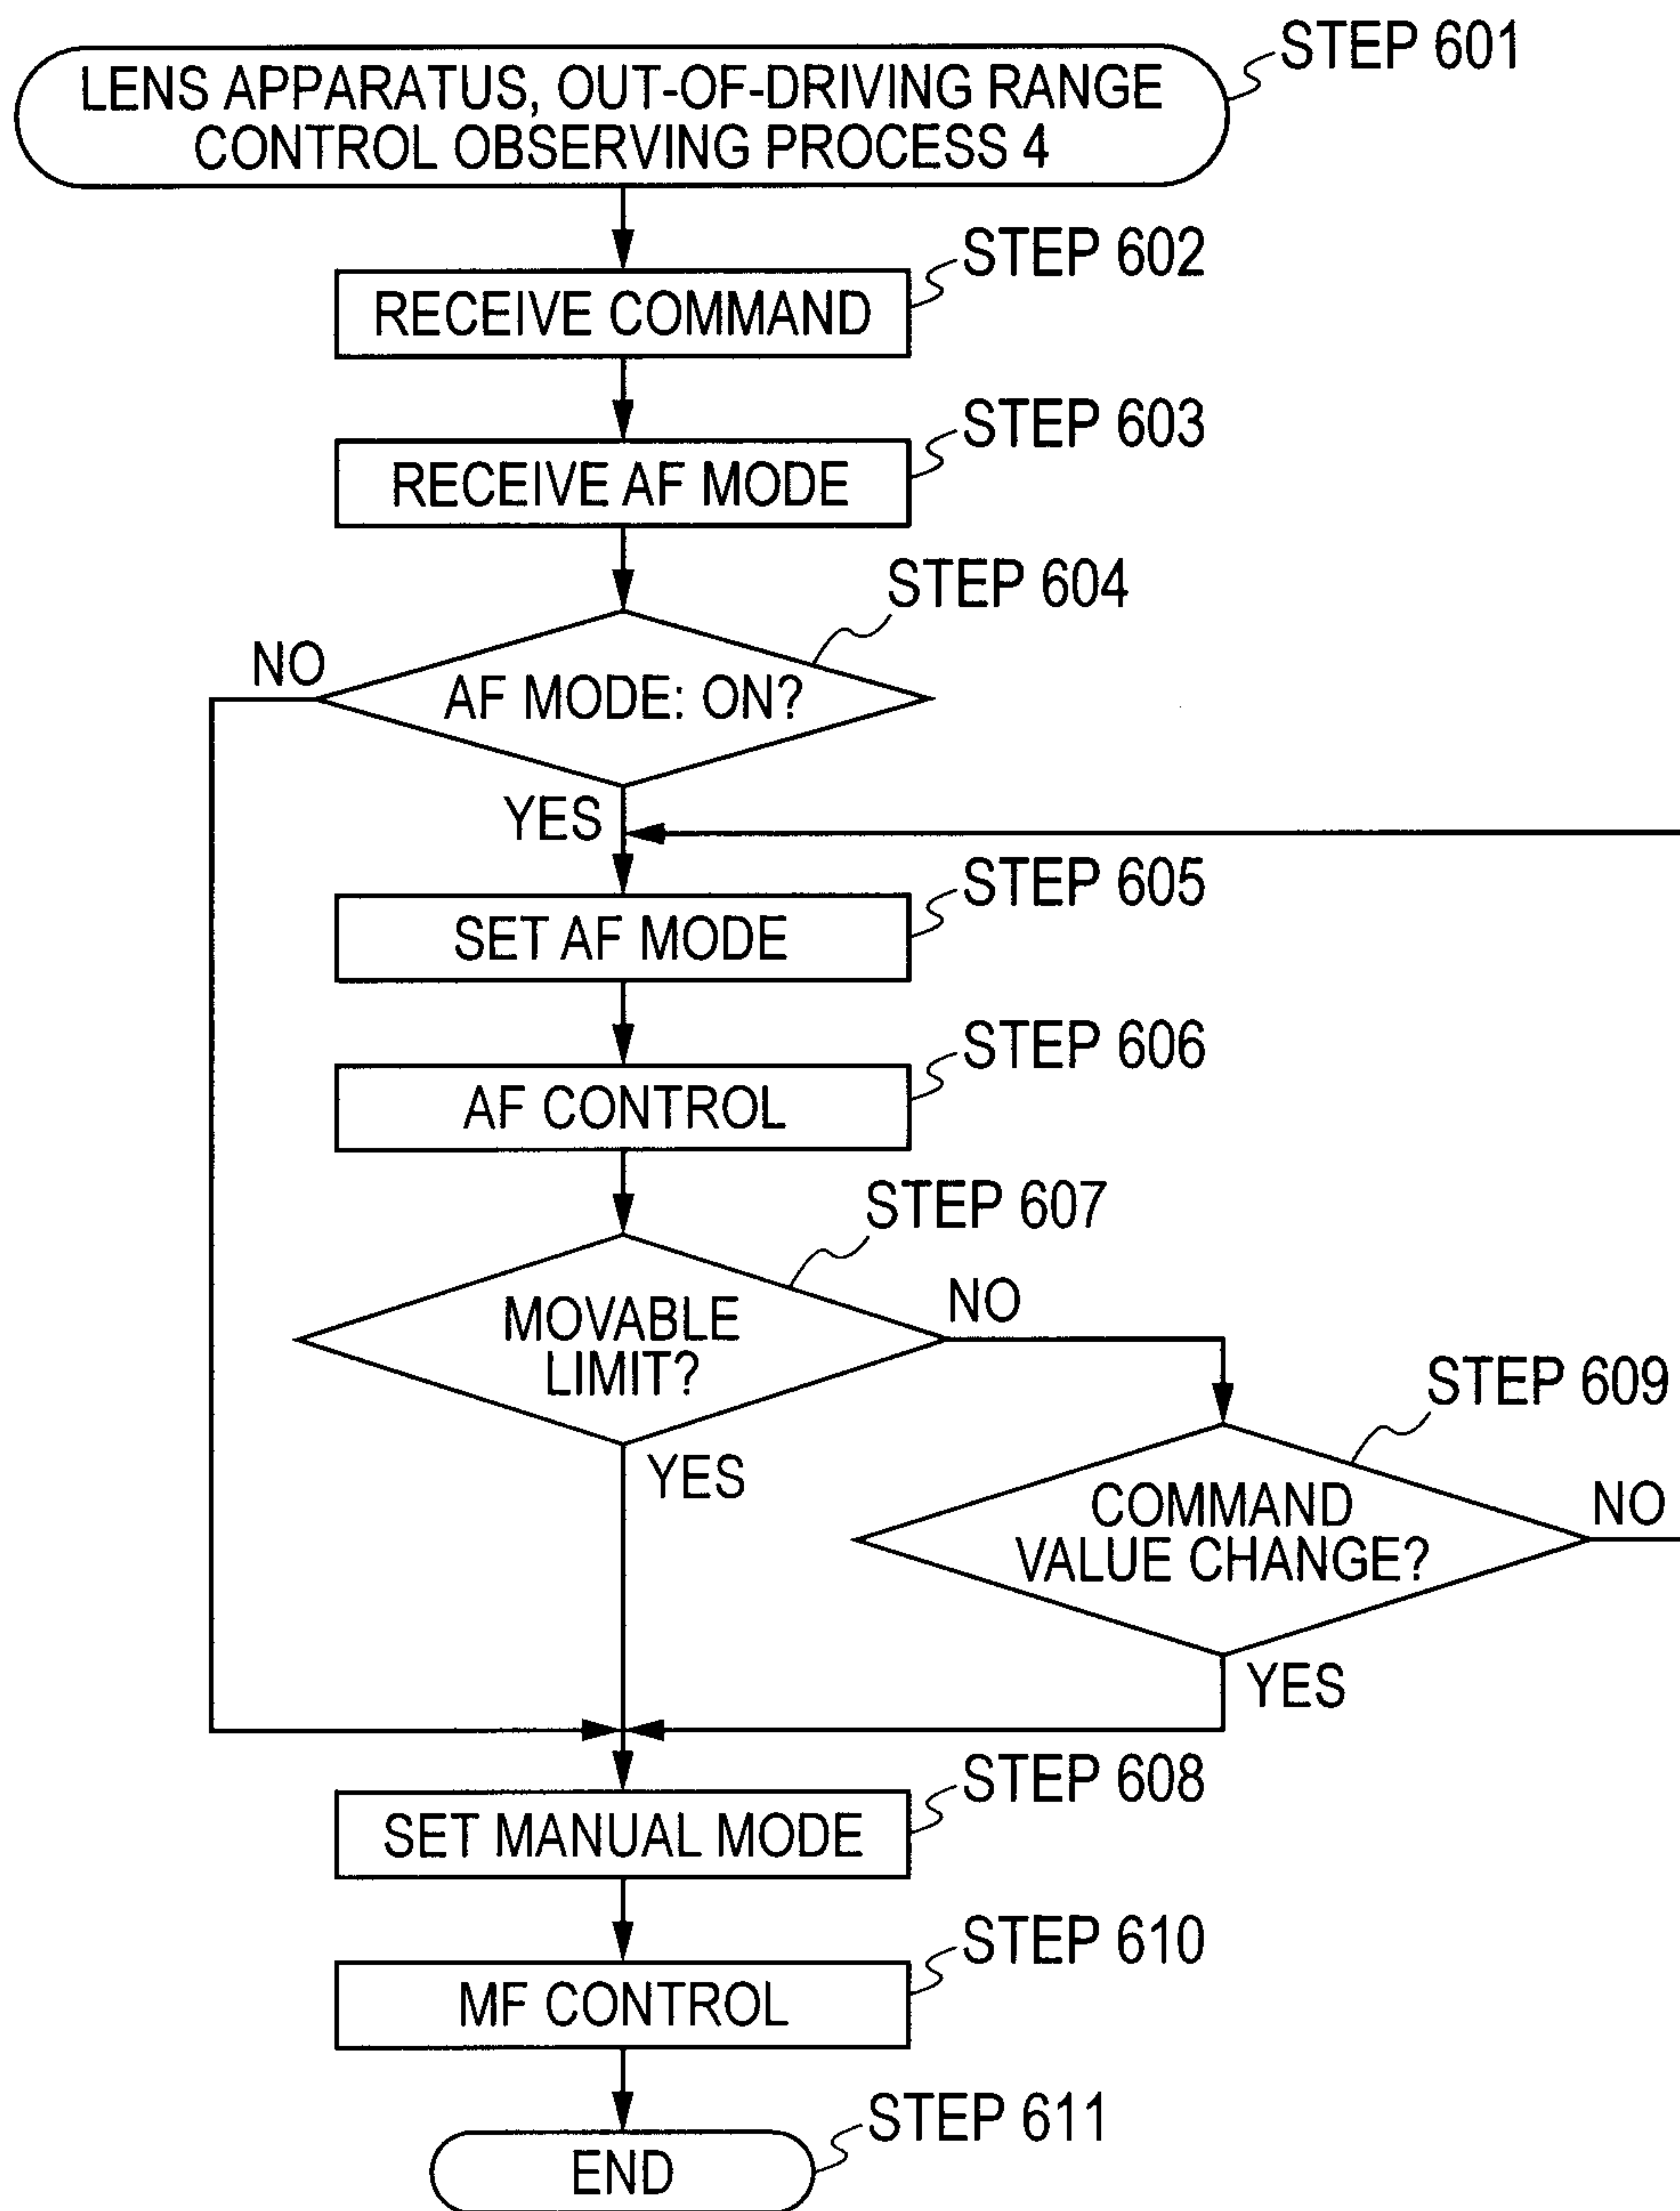 STEP 601
LENS APPARATUS, OUT-OF-DRIVING RANGE
CONTROL OBSERVING PROCESS 4
STEP 602
RECEIVE COMMAND
STEP 603
RECEIVE AF MODE
STEP 604
NO
AF MODE: ON?
YES
STEP 605
SET AF MODE
STEP 606
AF CONTROL
STEP 607
NO
MOVABLE
LIMIT?
YES
STEP 609
COMMAND
VALUE CHANGE?
NO
YES
STEP 608
SET MANUAL MODE
STEP 610
MF CONTROL
STEP 611
END